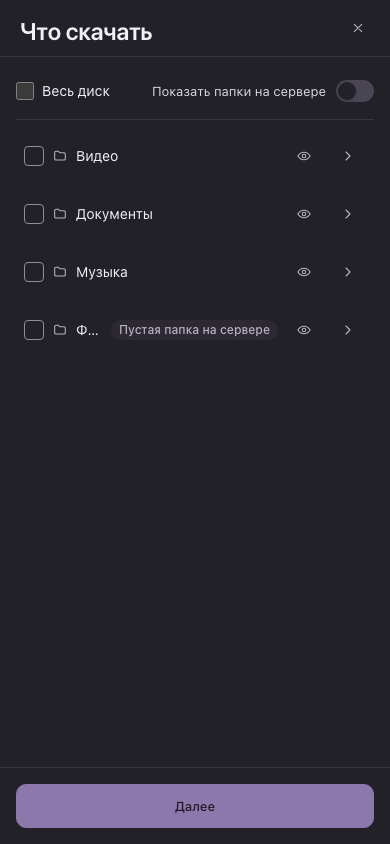 Что скачать
Весь диск Показать папки на сервере
Видео
Документы
Музыка
Ф... Пустая папка на сервере
Далее